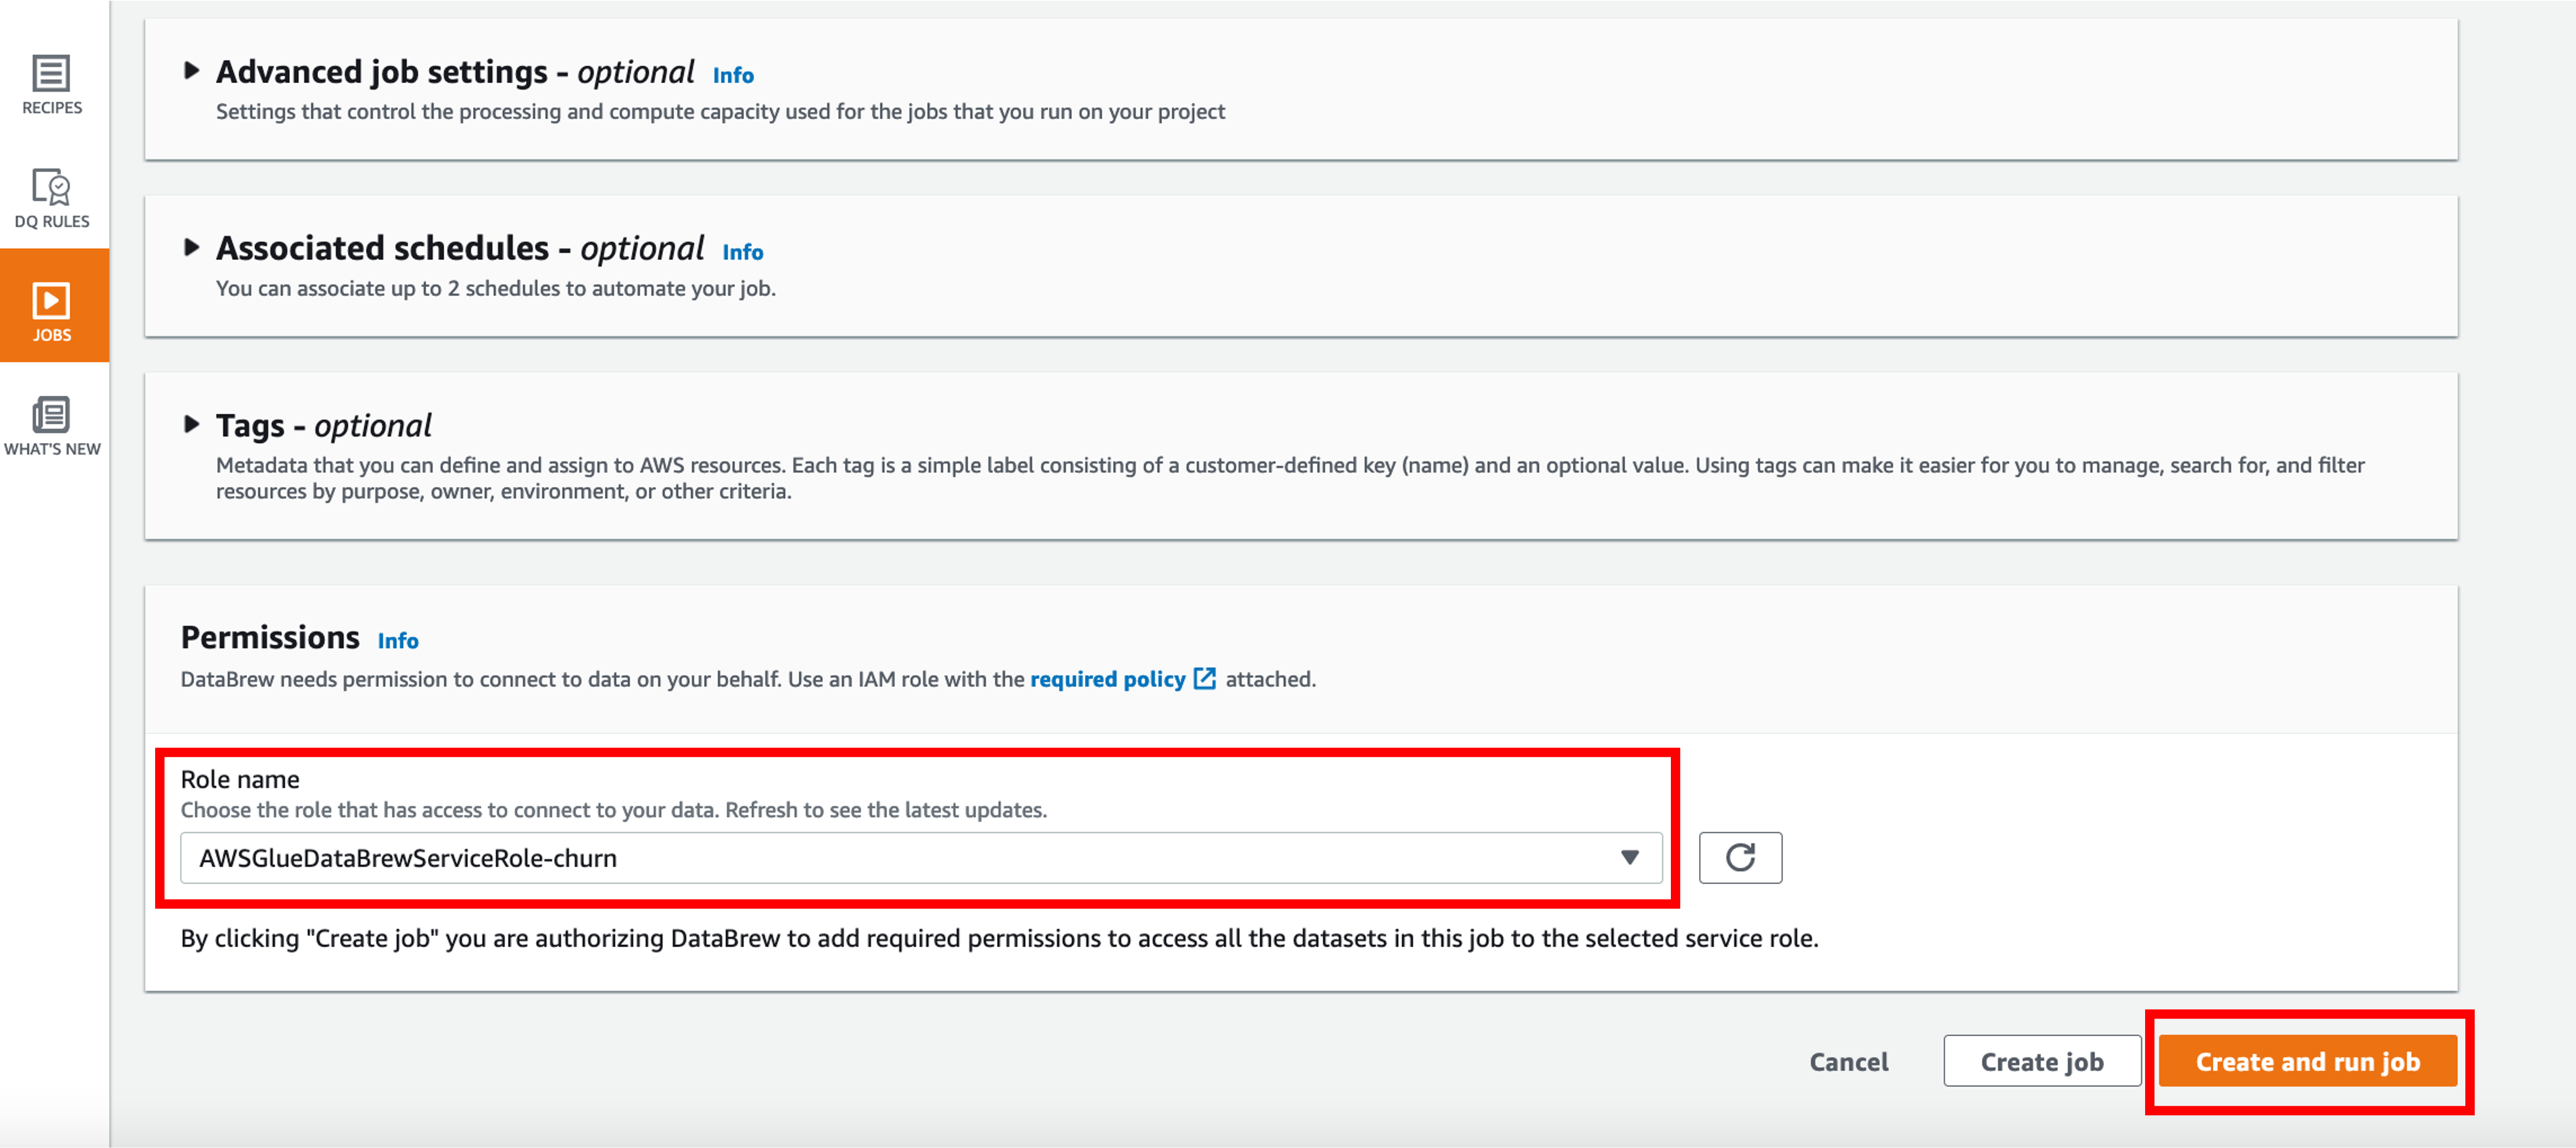 RECIPES
DQ RULES
JOBS
WHAT'S NEW
Advanced job settings - optional Info
Settings that control the processing and compute capacity used for the jobs that you run on your project
Associated schedules - optional Info
You can associate up to 2 schedules to automate your job.
Tags - optional
Metadata that you can define and assign to AWS resources. Each tag is a simple label consisting of a customer-defined key (name) and an optional value. Using tags can make it easier for you to manage, search for, and filter
resources by purpose, owner, environment, or other criteria.
Permissions Info
DataBrew needs permission to connect to data on your behalf. Use an IAM role with the required policy attached.
Role name
Choose the role that has access to connect to your data. Refresh to see the latest updates.
AWSGlueDataBrewServiceRole-churn
By clicking "Create job" you are authorizing DataBrew to add required permissions to access all the datasets in this job to the selected service role.
Cancel Create job Create and run job